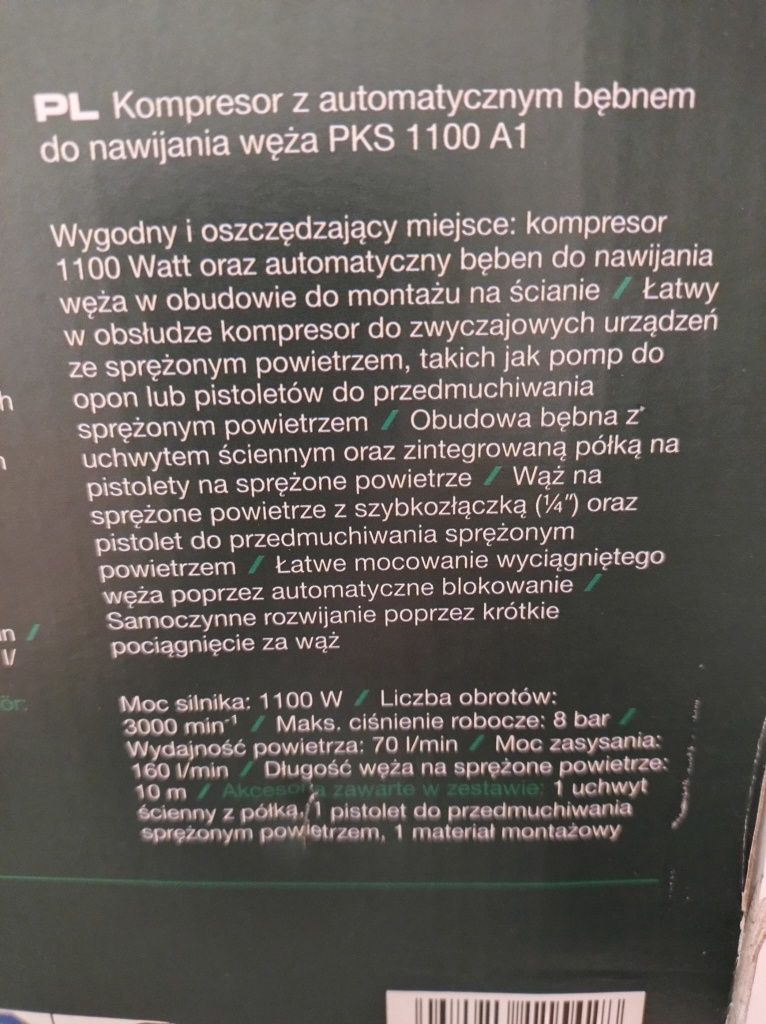 PL Kompresor z automatycznym bębnem
do nawijania węża PKS 1100 A1
Wygodny i oszczędzający miejsce: kompresor
1100 Watt oraz automatyczny bęben do nawijania
węża w obudowie do montażu na ścianie / Łatwy
w obsłudze kompresor do zwyczajowych urządzeń
ze sprężonym powietrzem, takich jak pomp do
opon lub pistoletów do przedmuchiwania
sprężonym powietrzem / Obudowa bębna z
uchwytem ściennym oraz zintegrowaną półką na
pistolety na sprężone powietrze / Wąż na
sprężone powietrze z szybkozłączką (¼") oraz
pistolet do przedmuchiwania sprężonym
powietrzem / Łatwe mocowanie wyciągniętego
węża poprzez automatyczne blokowanie /
Samoczynne rozwijanie poprzez krótkie
pociągnięcie za wąż
Moc silnika: 1100 W / Liczba obrotów:
3000 min⁻¹ / Maks. ciśnienie robocze: 8 bar /
Wydajność powietrza: 70 l/min / Moc zasysania:
160 l/min / Długość węża na sprężone powietrze:
10 m / Akcesoria zawarte w zestawie: 1 uchwyt
ścienny z półką, 1 pistolet do przedmuchiwania
sprężonym powietrzem, 1 materiał montażowy